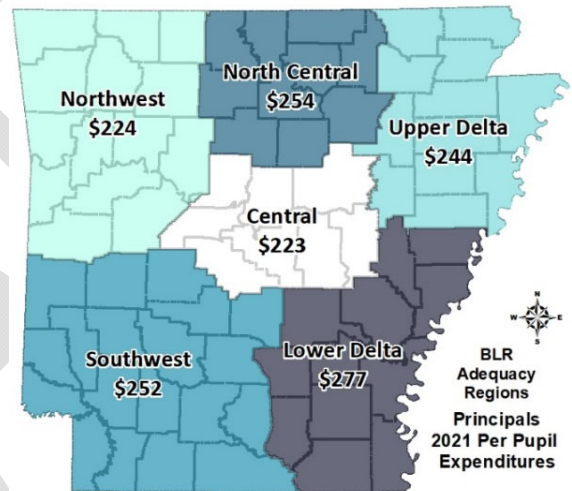 North Central
$254
Northwest
$224
Upper Delta
$244
Central
$223
N
W E
S
Southwest
$252
Lower Delta
$277
BLR
Adequacy
Regions
Principals
2021 Per Pupil
Expenditures